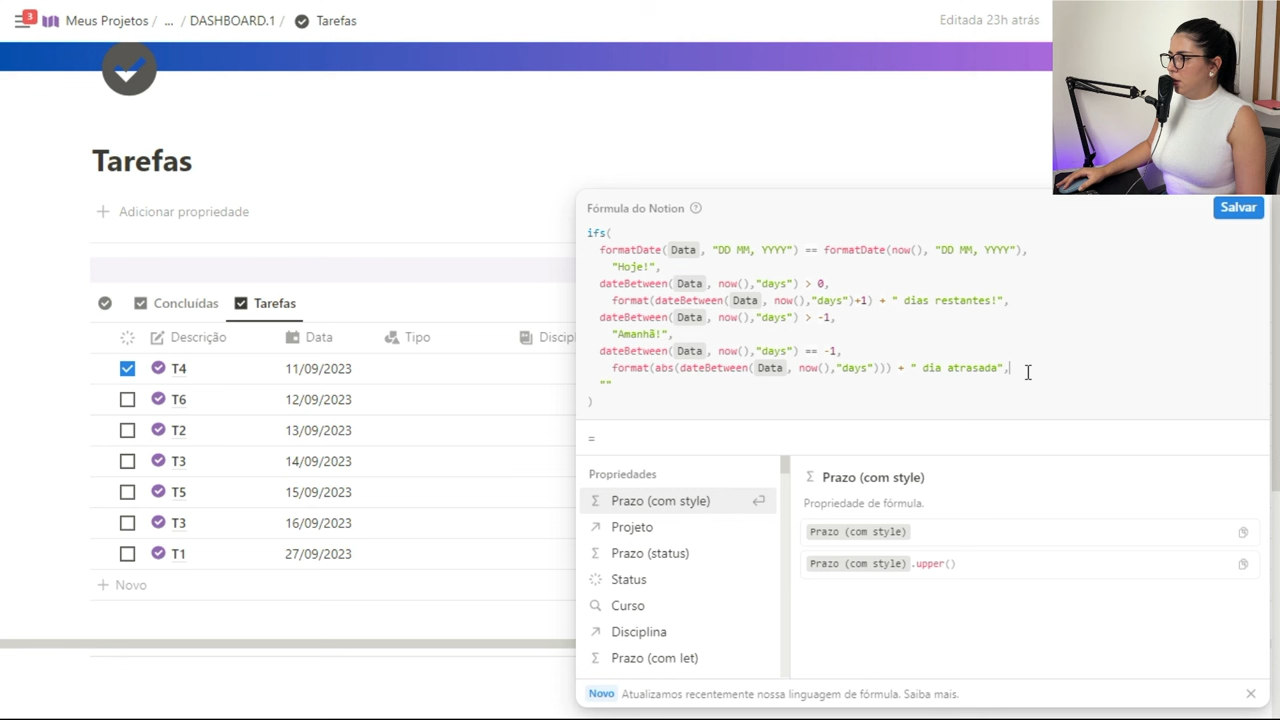 3 Meus Projetos / ... / DASHBOARD.1 / Tarefas
Editada 23h atrás
Tarefas
Adicionar propriedade
Concluídas Tarefas
Descrição Data Tipo Discipl
T4 11/09/2023
T6 12/09/2023
T2 13/09/2023
T3 14/09/2023
T5 15/09/2023
T3 16/09/2023
T1 27/09/2023
+ Novo
Fórmula do Notion
Salvar
ifs(
formatDate(Data, "DD MM, YYYY") == formatDate(now(), "DD MM, YYYY"),
"Hoje!",
dateBetween(Data, now(),"days") > 0,
format(dateBetween(Data, now(),"days")+1) + " dias restantes!",
dateBetween(Data, now(),"days") > -1,
"Amanhã!",
dateBetween(Data, now(),"days") == -1,
format(abs(dateBetween(Data, now(),"days"))) + " dia atrasada",
""
)
=
Propriedades
Prazo (com style)
Projeto
Prazo (status)
Status
Curso
Disciplina
Prazo (com let)
Prazo (com style)
Propriedade de fórmula.
Prazo (com style)
Prazo (com style).upper()
Novo Atualizamos recentemente nossa linguagem de fórmula. Saiba mais.